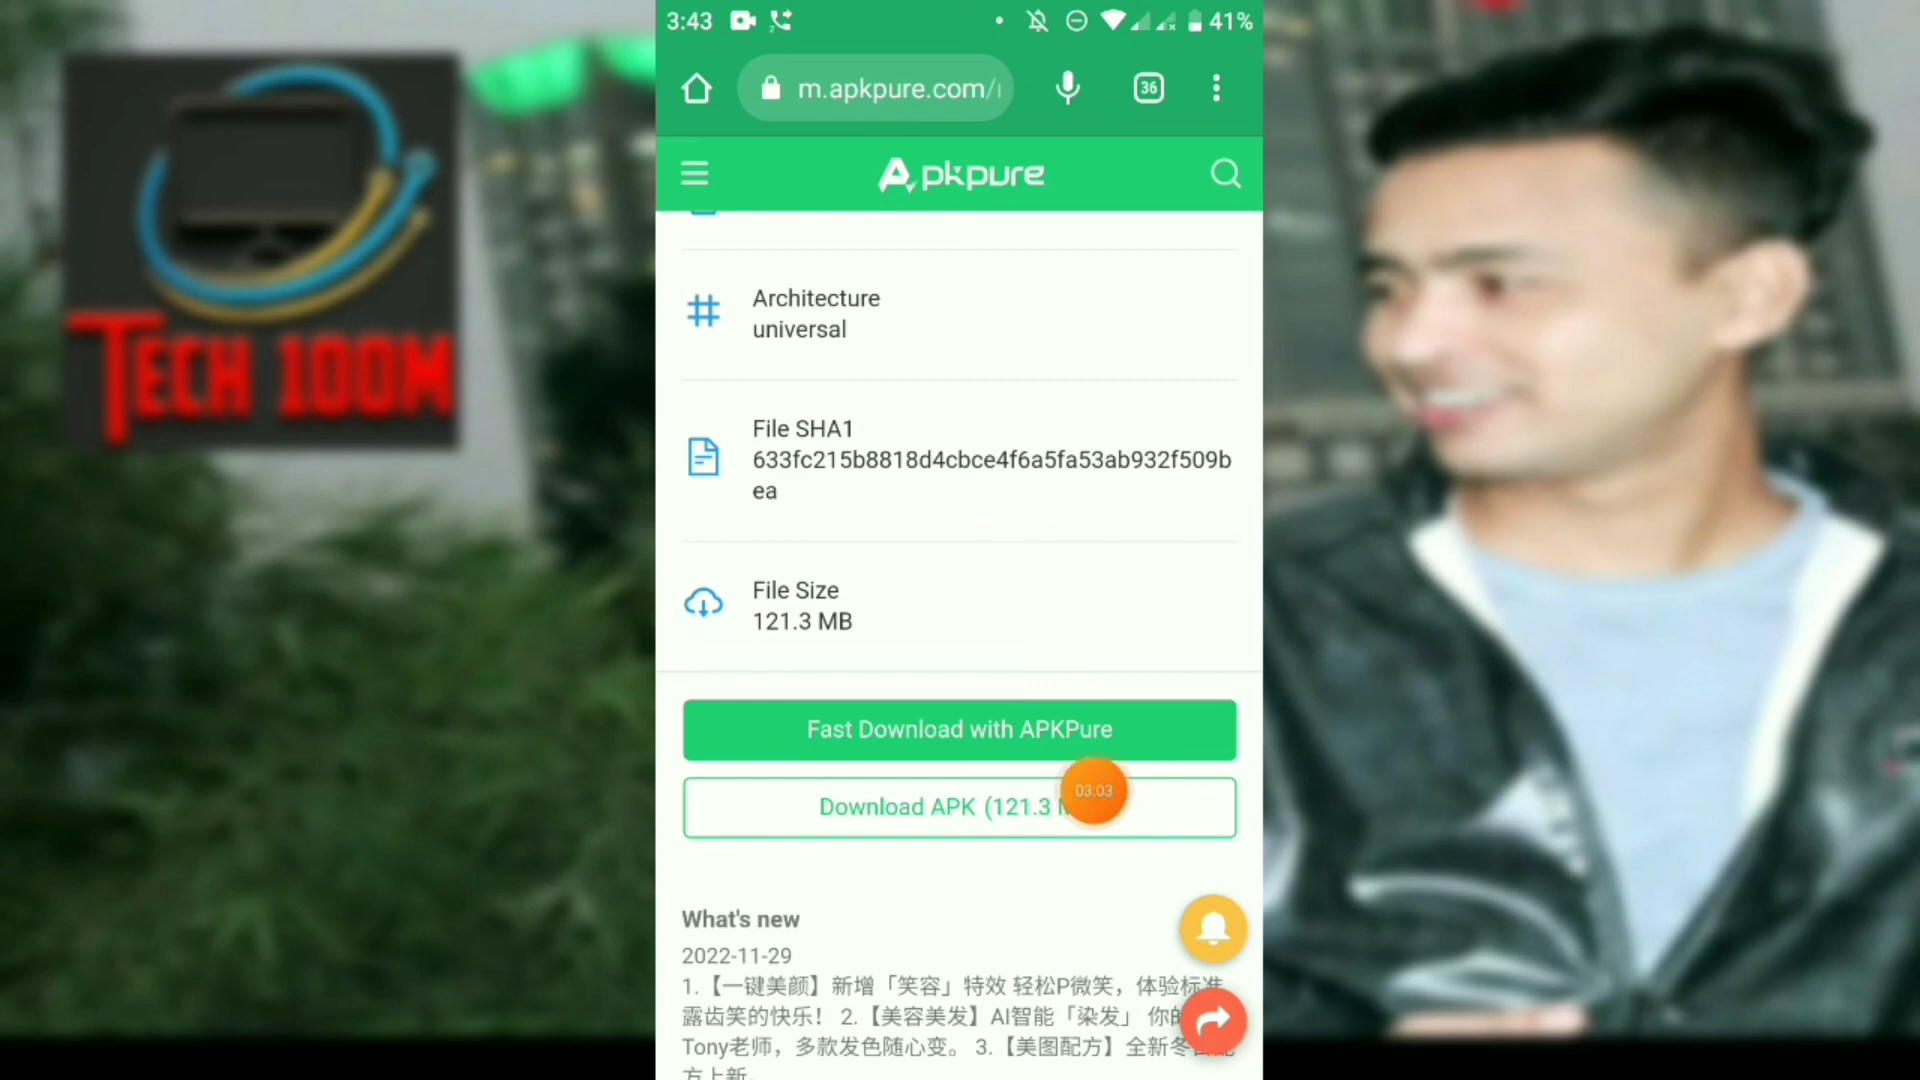 3:43
41%
m.apkpure.com/
36
Apkpure
TECH 100M
Architecture
universal
File SHA1
633fc215b8818d4cbce4f6a5fa53ab932f509b
ea
File Size
121.3 MB
Fast Download with APKPure
03:03
Download APK (121.3
What's new
2022-11-29
1.【一键美颜】新增「笑容」特效 轻松P微笑，体验标准
露齿笑的快乐！ 2.【美容美发】AI智能「染发」 你的
Tony老师，多款发色随心变。 3.【美图配方】全新冬
方上新。